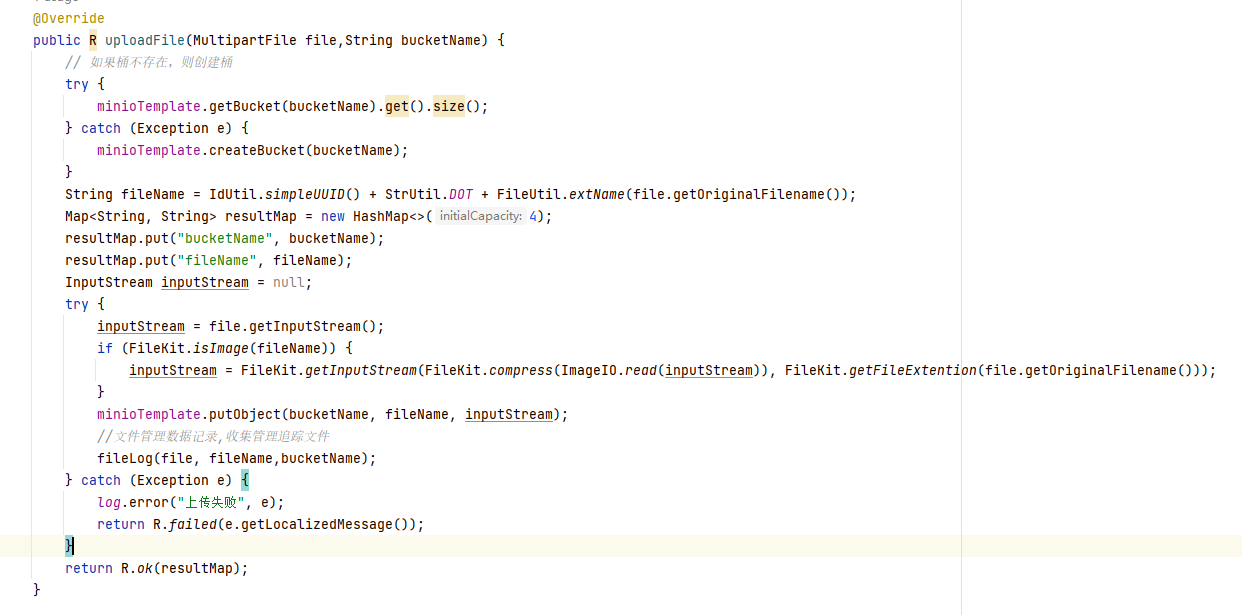 @Override
public R uploadFile(MultipartFile file,String bucketName) {
// 如果桶不存在，则创建桶
try {
minioTemplate.getBucket(bucketName).get().size();
} catch (Exception e) {
minioTemplate.createBucket(bucketName);
}
String fileName = IdUtil.simpleUUID() + StrUtil.DOT + FileUtil.extName(file.getOriginalFilename());
Map<String, String> resultMap = new HashMap<>( initialCapacity: 4);
resultMap.put("bucketName", bucketName);
resultMap.put("fileName", fileName);
InputStream inputStream = null;
try {
inputStream = file.getInputStream();
if (FileKit.isImage(fileName)) {
inputStream = FileKit.getInputStream(FileKit.compress(ImageIO.read(inputStream)), FileKit.getFileExtention(file.getOriginalFilename()));
}
minioTemplate.putObject(bucketName, fileName, inputStream);
//文件管理数据记录,收集管理追踪文件
fileLog(file, fileName,bucketName);
} catch (Exception e) {
log.error("上传失败", e);
return R.failed(e.getLocalizedMessage());
}
return R.ok(resultMap);
}